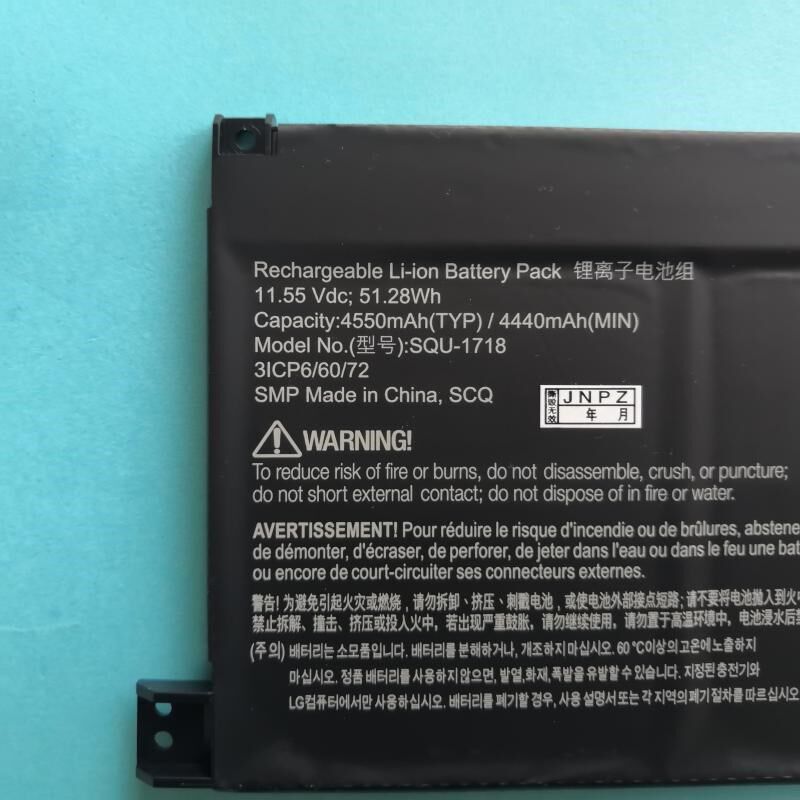 Rechargeable Li-ion Battery Pack 锂离子电池组
11.55 Vdc; 51.28Wh
Capacity:4550mAh(TYP) / 4440mAh(MIN)
Model No.(型号):SQU-1718
3ICP6/60/72
SMP Made in China, SCQ
撕毁无效 JNPZ
年 月
WARNING!
To reduce risk of fire or burns, do not disassemble, crush, or puncture;
do not short external contact; do not dispose of in fire or water.
AVERTISSEMENT! Pour réduire le risque d'incendie ou de brûlures, abstene
de démonter, d'écraser, de perforer, de jeter dans l'eau ou dans le feu une bat
ou encore de court-circuiter ses connecteurs externes.
警告! 为避免引起火灾或燃烧，请勿拆卸、挤压、刺戳电池，或使电池外部接点短路; 请不要将电池抛入到火
禁止拆解、撞击、挤压或投入火中，若出现严重鼓胀，请勿继续使用，请勿置于高温环境中，电池浸水后
(주의) 배터리는 소모품입니다. 배터리를 분해하거나, 개조하지 마십시오. 60 °C이상의 고온에 노출하지
마십시오. 정품 배터리를 사용하지 않으면, 발열,화재,폭발을 유발할 수 있습니다. 지정된 충전기와
LG컴퓨터에서만 사용하십시오. 배터리를 폐기할 경우, 사용 설명서 또는 각 지역의 폐기 절차를 따르십시오